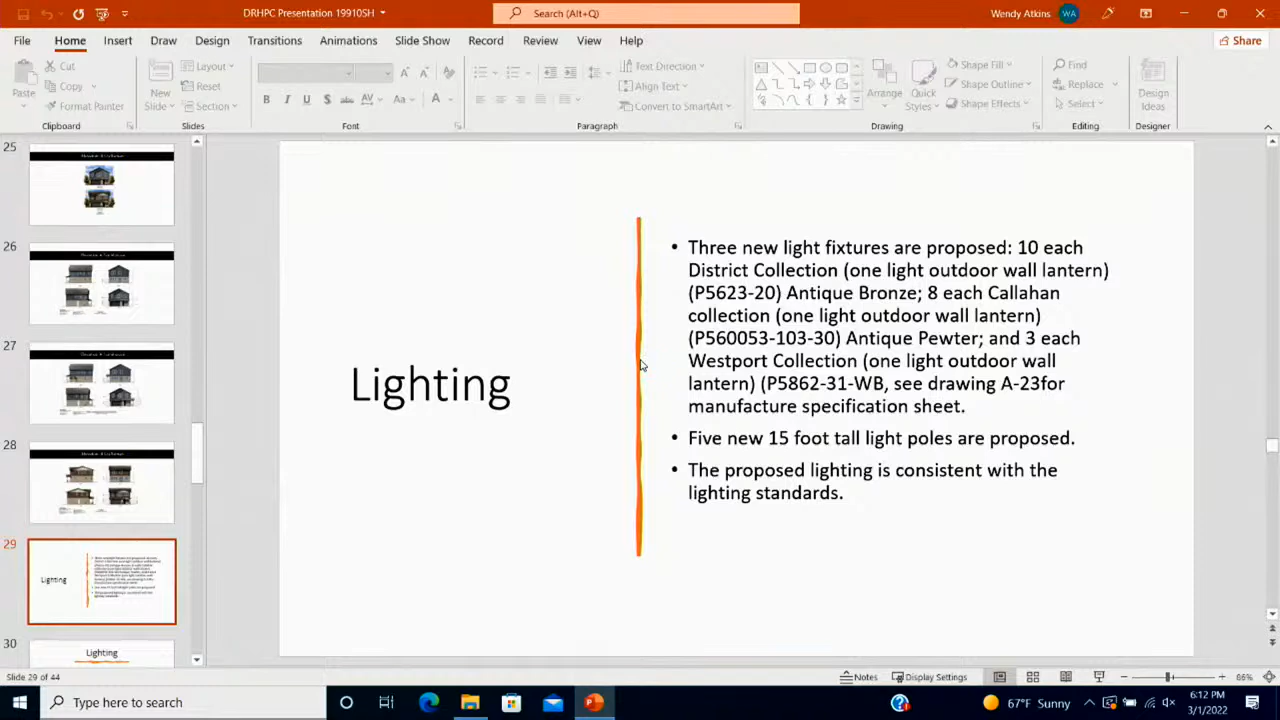 DRHPC Presentation 19910SH
Search (Alt+Q)
Wendy Atkins
WA
File
Home
Insert
Draw
Design
Transitions
Animations
Slide Show
Record
Review
View
Help
Share
Paste
Cut
Copy
Format Painter
Clipboard
New
Slide
Layout
Reset
Section
Slides
B I U S ab AV Aa A
Font
Text Direction
Align Text
Convert to SmartArt
Paragraph
Arrange
Quick
Styles
Shape Fill
Shape Outline
Shape Effects
Drawing
Find
Replace
Select
Editing
Design
Ideas
Designer
25
26
27
28
29
Lighting
30
Lighting
Lighting
• Three new light fixtures are proposed: 10 each
District Collection (one light outdoor wall lantern)
(P5623-20) Antique Bronze; 8 each Callahan
collection (one light outdoor wall lantern)
(P560053-103-30) Antique Pewter; and 3 each
Westport Collection (one light outdoor wall
lantern) (P5862-31-WB, see drawing A-23for
manufacture specification sheet.
• Five new 15 foot tall light poles are proposed.
• The proposed lighting is consistent with the
lighting standards.
Slide 29 of 44
Notes
Display Settings
66%
Type here to search
67°F Sunny
6:12 PM
3/1/2022